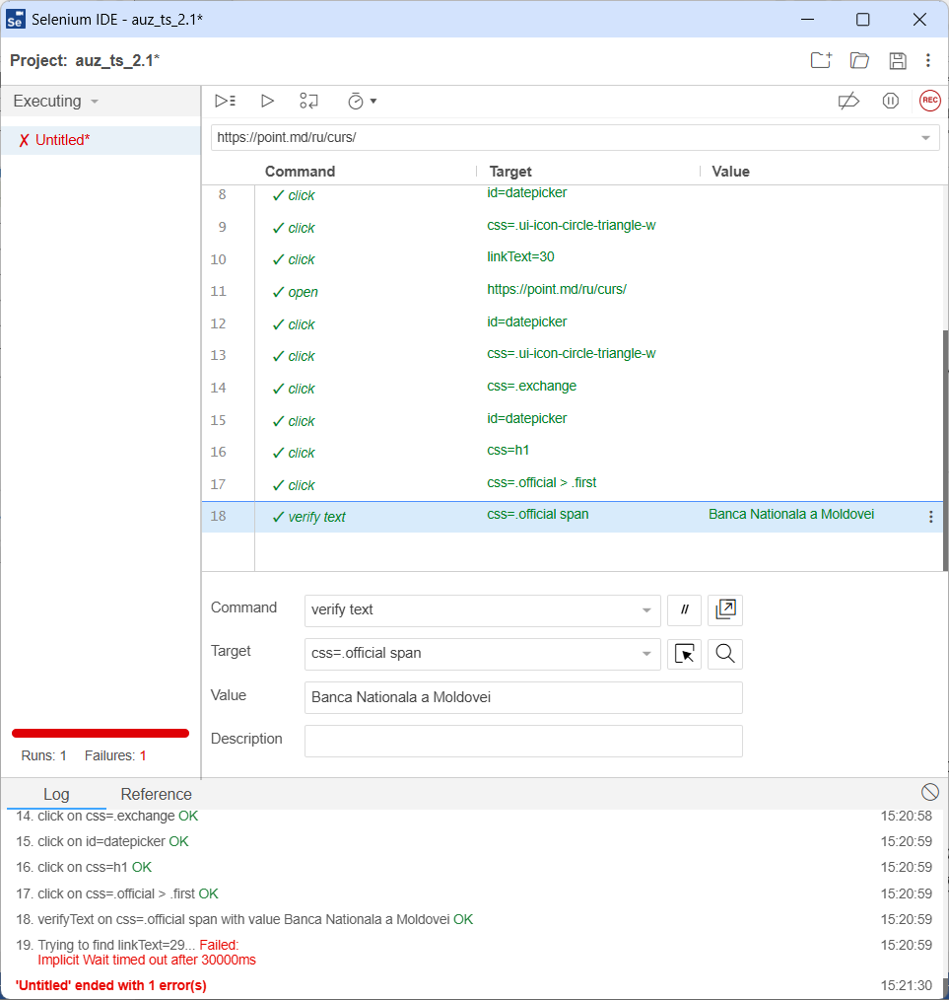 Se Selenium IDE - auz_ts_2.1*
Project: auz_ts_2.1*
Executing
REC
✗ Untitled*
https://point.md/ru/curs/
Command Target Value
8 ✓ click id=datepicker
9 ✓ click css=.ui-icon-circle-triangle-w
10 ✓ click linkText=30
11 ✓ open https://point.md/ru/curs/
12 ✓ click id=datepicker
13 ✓ click css=.ui-icon-circle-triangle-w
14 ✓ click css=.exchange
15 ✓ click id=datepicker
16 ✓ click css=h1
17 ✓ click css=.official > .first
18 ✓ verify text css=.official span Banca Nationala a Moldovei
Command verify text //
Target css=.official span
Value Banca Nationala a Moldovei
Description
Runs: 1 Failures: 1
Log Reference
14. click on css=.exchange OK 15:20:58
15. click on id=datepicker OK 15:20:59
16. click on css=h1 OK 15:20:59
17. click on css=.official > .first OK 15:20:59
18. verifyText on css=.official span with value Banca Nationala a Moldovei OK 15:20:59
19. Trying to find linkText=29... Failed: 15:20:59
Implicit Wait timed out after 30000ms
'Untitled' ended with 1 error(s) 15:21:30